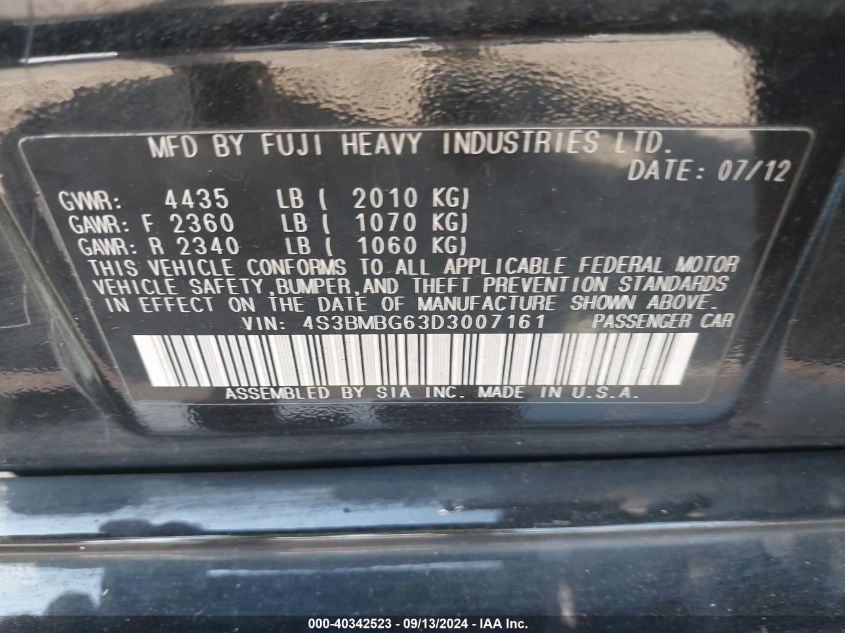 MFD BY FUJI HEAVY INDUSTRIES LTD.
DATE: 07/12
GVWR: 4435 LB ( 2010 KG)
GAWR: F 2360 LB ( 1070 KG)
GAWR: R 2340 LB ( 1060 KG)
THIS VEHICLE CONFORMS TO ALL APPLICABLE FEDERAL MOTOR
VEHICLE SAFETY,BUMPER,AND THEFT PREVENTION STANDARDS
IN EFFECT ON THE DATE OF MANUFACTURE SHOWN ABOVE.
VIN: 4S3BMBG63D3007161 PASSENGER CAR
ASSEMBLED BY SIA INC. MADE IN U.S.A.
000-40342523 - 09/13/2024 - IAA Inc.